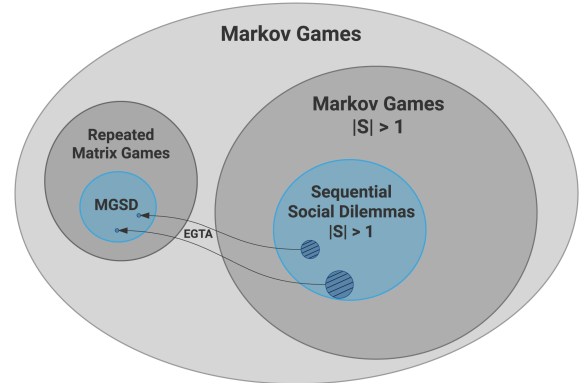 Markov Games
Markov Games
|S| > 1
Repeated
Matrix Games
MGSD
Sequential
Social Dilemmas
|S| > 1
EGTA